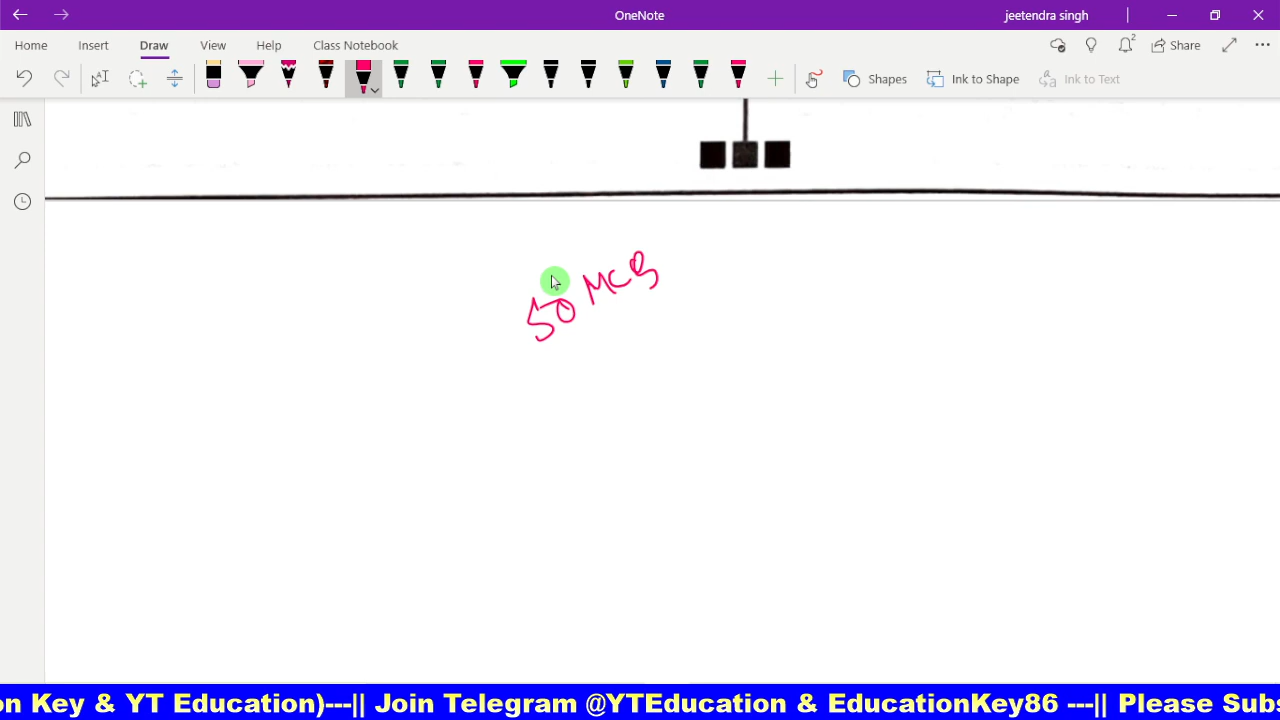 OneNote
jeetendra singh
Home Insert Draw View Help Class Notebook
Share
Shapes Ink to Shape Ink to Text
50 MCB
on Key & YT Education)---|| Join Telegram @YTEducation & EducationKey86 ---|| Please Subs